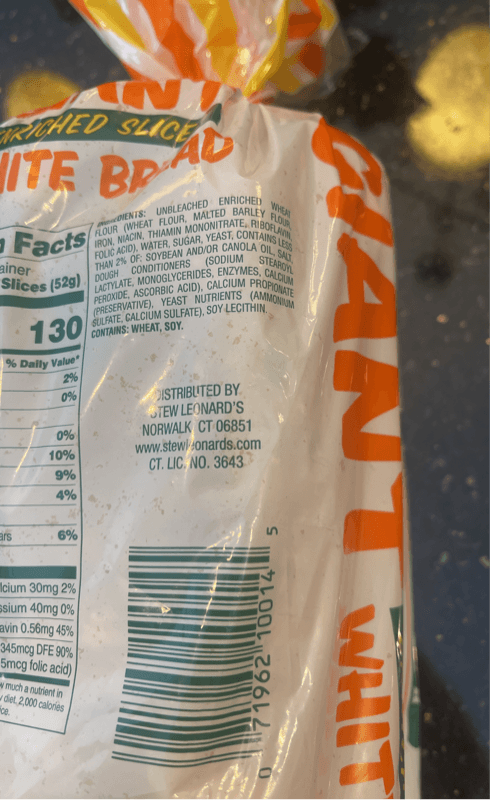 ENRICHED SLICE
WHITE BREAD
INGREDIENTS: UNBLEACHED ENRICHED WHEAT
FLOUR (WHEAT FLOUR, MALTED BARLEY FLOUR,
IRON, NIACIN, THIAMIN MONONITRATE, RIBOFLAVIN,
FOLIC ACID), WATER, SUGAR, YEAST, CONTAINS LESS
THAN 2% OF: SOYBEAN AND/OR CANOLA OIL, SALT,
DOUGH CONDITIONERS (SODIUM STEAROYL
LACTYLATE, MONOGLYCERIDES, ENZYMES, CALCIUM
PEROXIDE, ASCORBIC ACID), CALCIUM PROPIONATE
(PRESERVATIVE), YEAST NUTRIENTS (AMMONIUM
SULFATE, CALCIUM SULFATE), SOY LECITHIN.
CONTAINS: WHEAT, SOY.
Facts
ainer
Slices (52g)
130
% Daily Value*
2%
0%
0%
10%
9%
4%
ars 6%
lcium 30mg 2%
ssium 40mg 0%
avin 0.56mg 45%
345mcg DFE 90%
5mcg folic acid)
w much a nutrient in
diet. 2,000 calories
ice.
DISTRIBUTED BY
STEW LEONARD'S
NORWALK CT 06851
www.stewleonards.com
CT. LIC. NO. 3643
0 71962 10014 5
GIANT WHIT